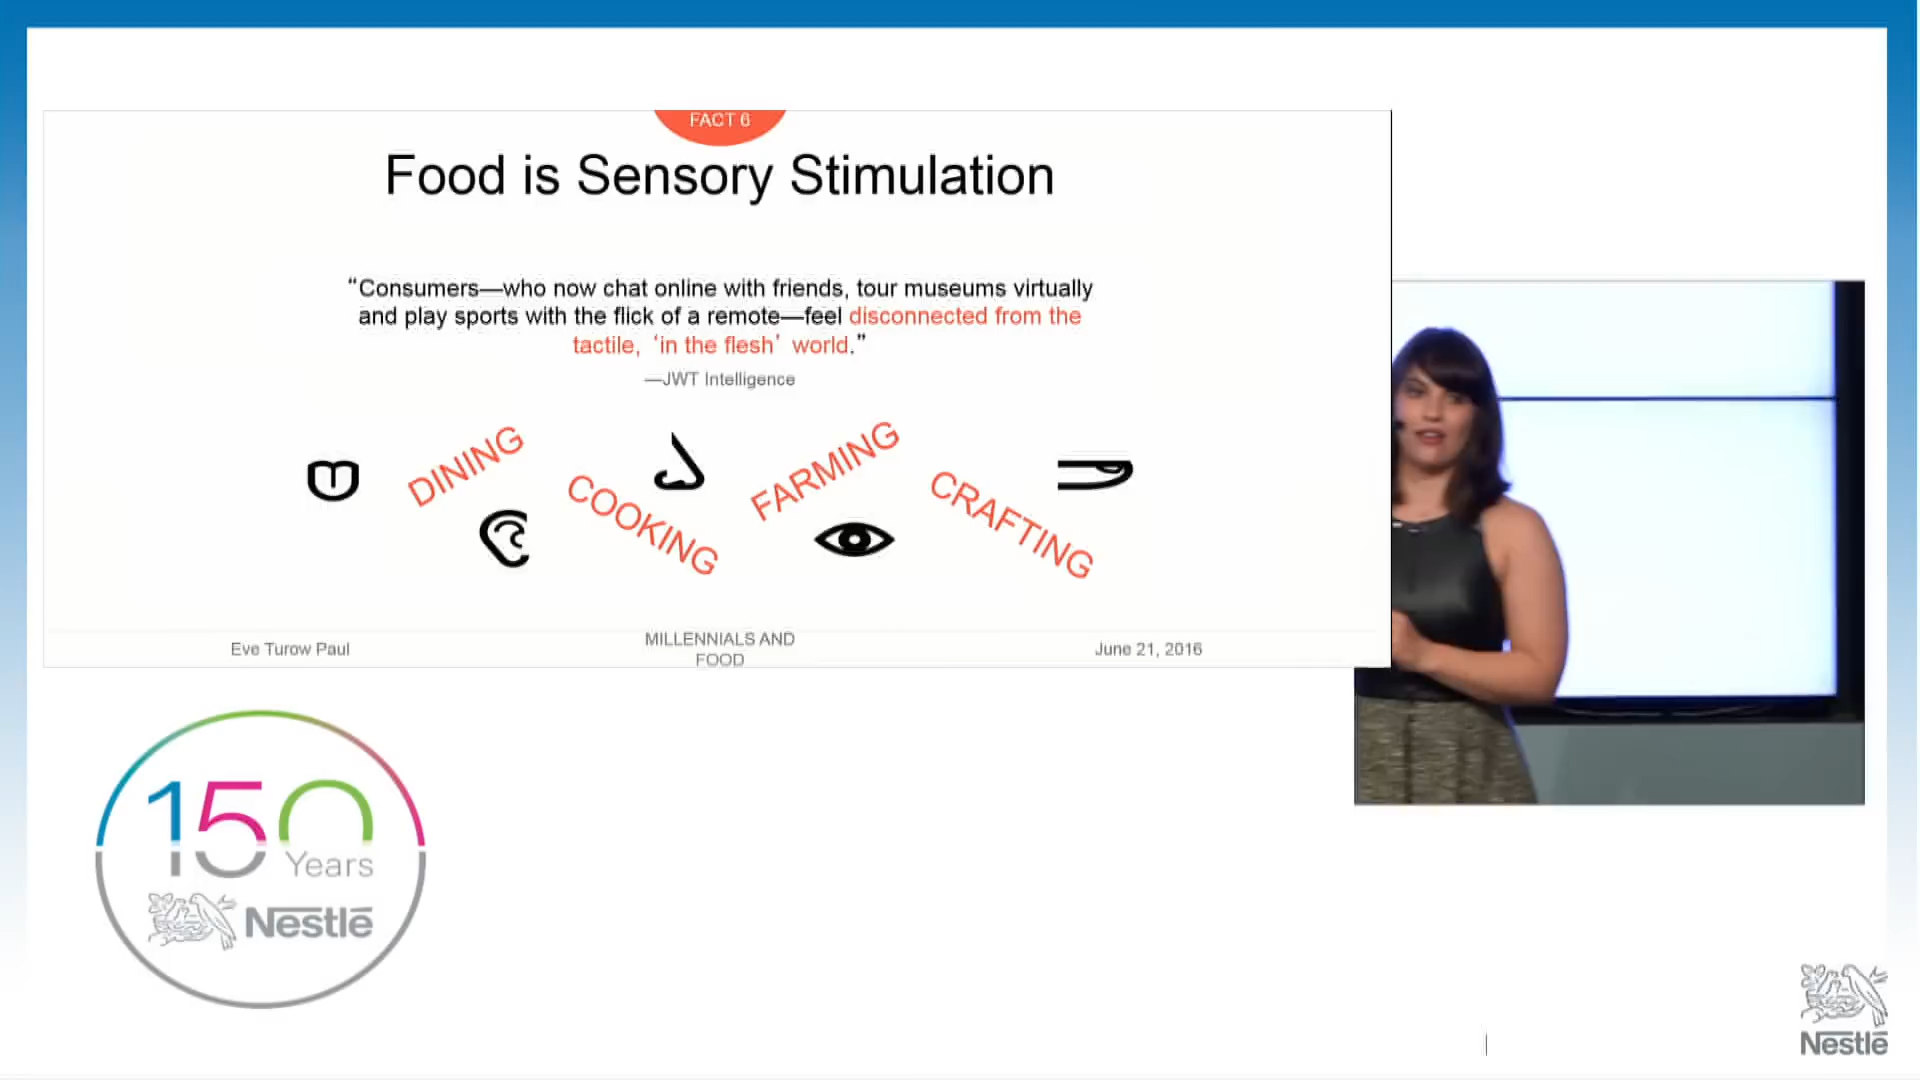 FACT 6
Food is Sensory Stimulation
“Consumers—who now chat online with friends, tour museums virtually
and play sports with the flick of a remote—feel disconnected from the
tactile, ‘in the flesh’ world.”
—JWT Intelligence
DINING
COOKING
FARMING
CRAFTING
Eve Turow Paul
MILLENNIALS AND
FOOD
June 21, 2016
150
Years
Nestlé
Nestlé